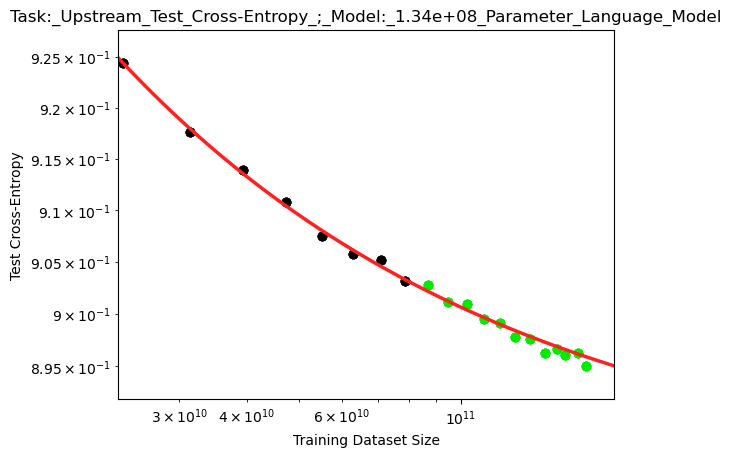 Task:_Upstream_Test_Cross-Entropy_;_Model:_1.34e+08_Parameter_Language_Model
9.25 × 10⁻¹
9.2 × 10⁻¹
9.15 × 10⁻¹
9.1 × 10⁻¹
9.05 × 10⁻¹
9 × 10⁻¹
8.95 × 10⁻¹
Test Cross-Entropy
3 × 10¹⁰ 4 × 10¹⁰ 6 × 10¹⁰ 10¹¹
Training Dataset Size